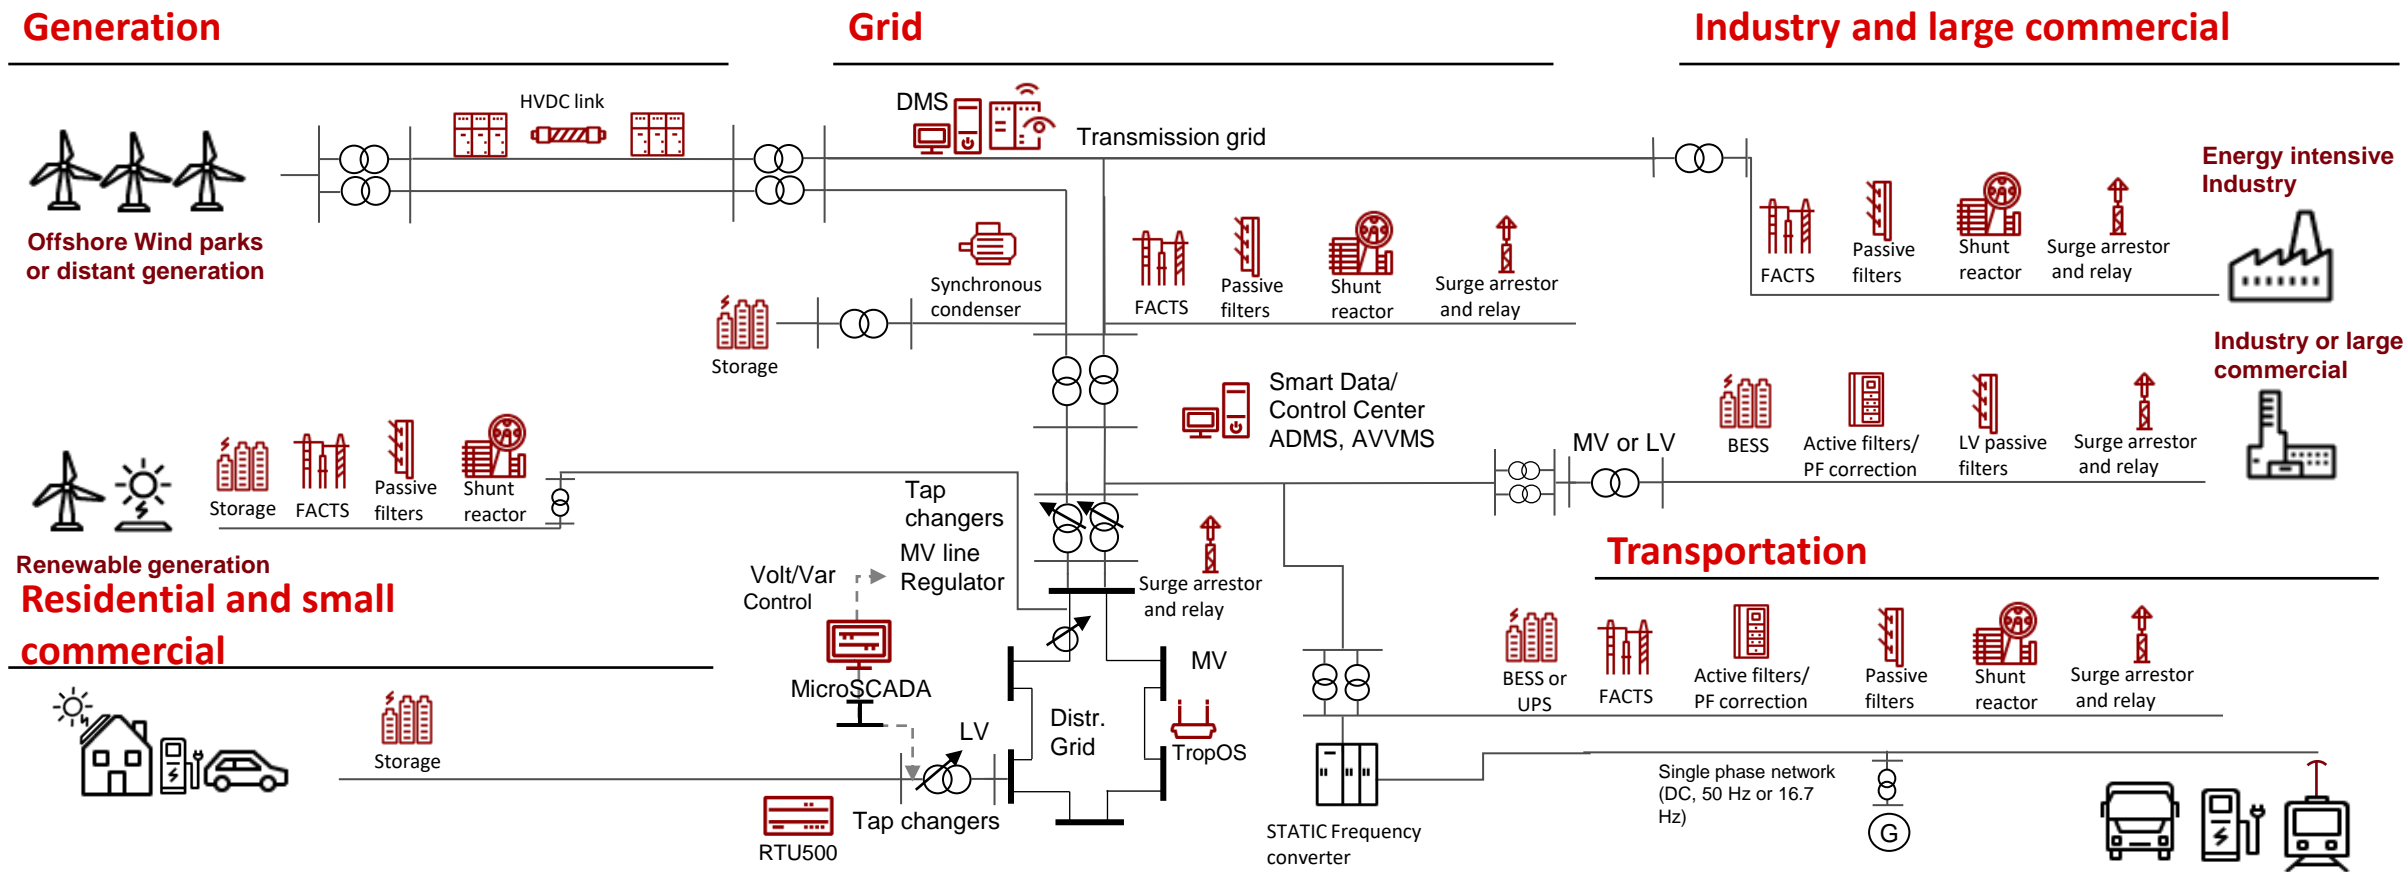 Generation
Grid
Industry and large commercial
HVDC link
DMS
Transmission grid
Energy intensive
Industry
Offshore Wind parks
or distant generation
Synchronous
condenser
Storage
FACTS
Passive
filters
Shunt
reactor
Surge arrestor
and relay
FACTS
Passive
filters
Shunt
reactor
Surge arrestor
and relay
Industry or large
commercial
Smart Data/
Control Center
ADMS, AVVMS
MV or LV
BESS
Active filters/
PF correction
LV passive
filters
Surge arrestor
and relay
Storage
FACTS
Passive
filters
Shunt
reactor
Renewable generation
Tap
changers
MV line
Regulator
Surge arrestor
and relay
Volt/Var
Control
MicroSCADA
Residential and small
commercial
Storage
RTU500
LV
Tap changers
Distr.
Grid
MV
TropOS
Transportation
BESS or
UPS
FACTS
Active filters/
PF correction
Passive
filters
Shunt
reactor
Surge arrestor
and relay
STATIC Frequency
converter
Single phase network
(DC, 50 Hz or 16.7
Hz)
G